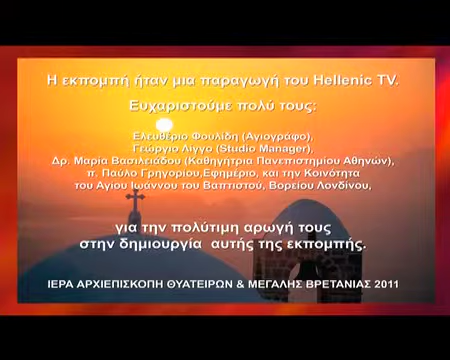 Η εκπομπή ήταν μια παραγωγή του Hellenic TV.
Ευχαριστούμε πολύ τους:
Ελευθέριο Φουλίδη (Αγιογράφο),
Γεώργιο Λίγγο (Studio Manager),
Δρ. Μαρία Βασιλειάδου (Καθηγήτρια Πανεπιστημίου Αθηνών),
π. Παύλο Γρηγορίου,Εφημέριο, και την Κοινότητα
του Αγίου Ιωάννου του Βαπτιστού, Βορείου Λονδίνου,
για την πολύτιμη αρωγή τους
στην δημιουργία αυτής της εκπομπής.
ΙΕΡΑ ΑΡΧΙΕΠΙΣΚΟΠΗ ΘΥΑΤΕΙΡΩΝ & ΜΕΓΑΛΗΣ ΒΡΕΤΑΝΙΑΣ 2011